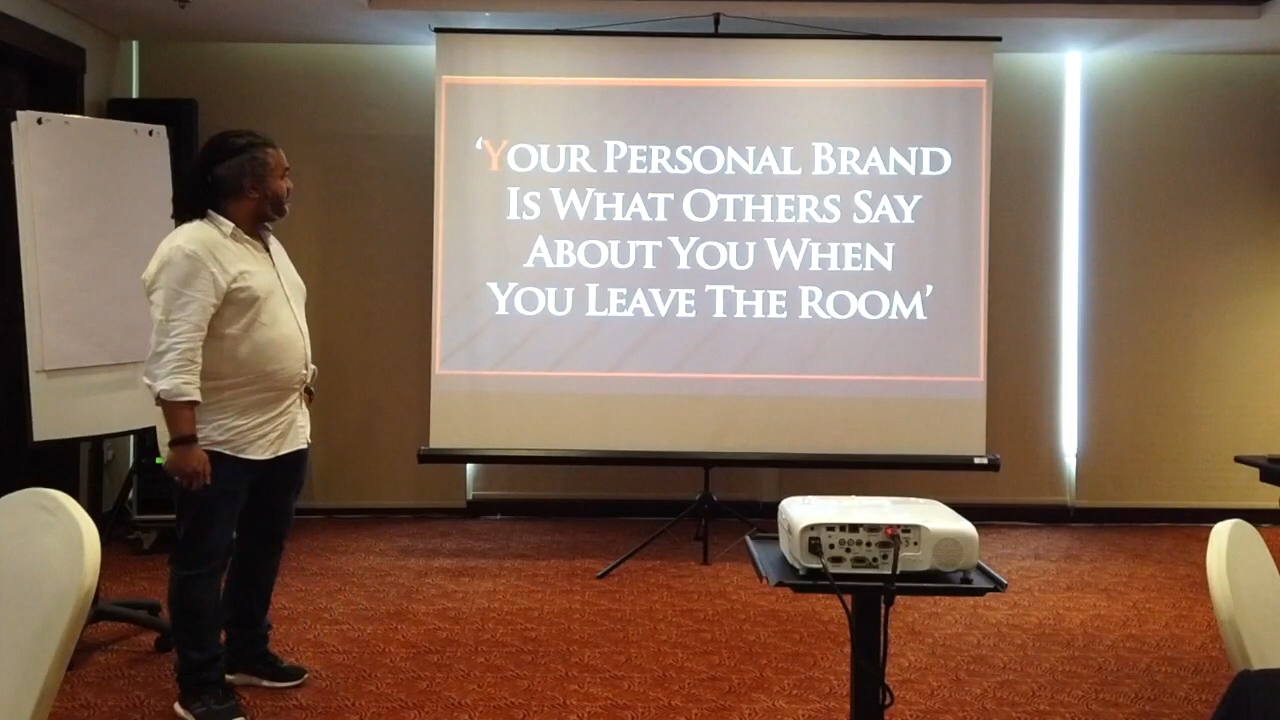 ‘YOUR PERSONAL BRAND
IS WHAT OTHERS SAY
ABOUT YOU WHEN
YOU LEAVE THE ROOM’